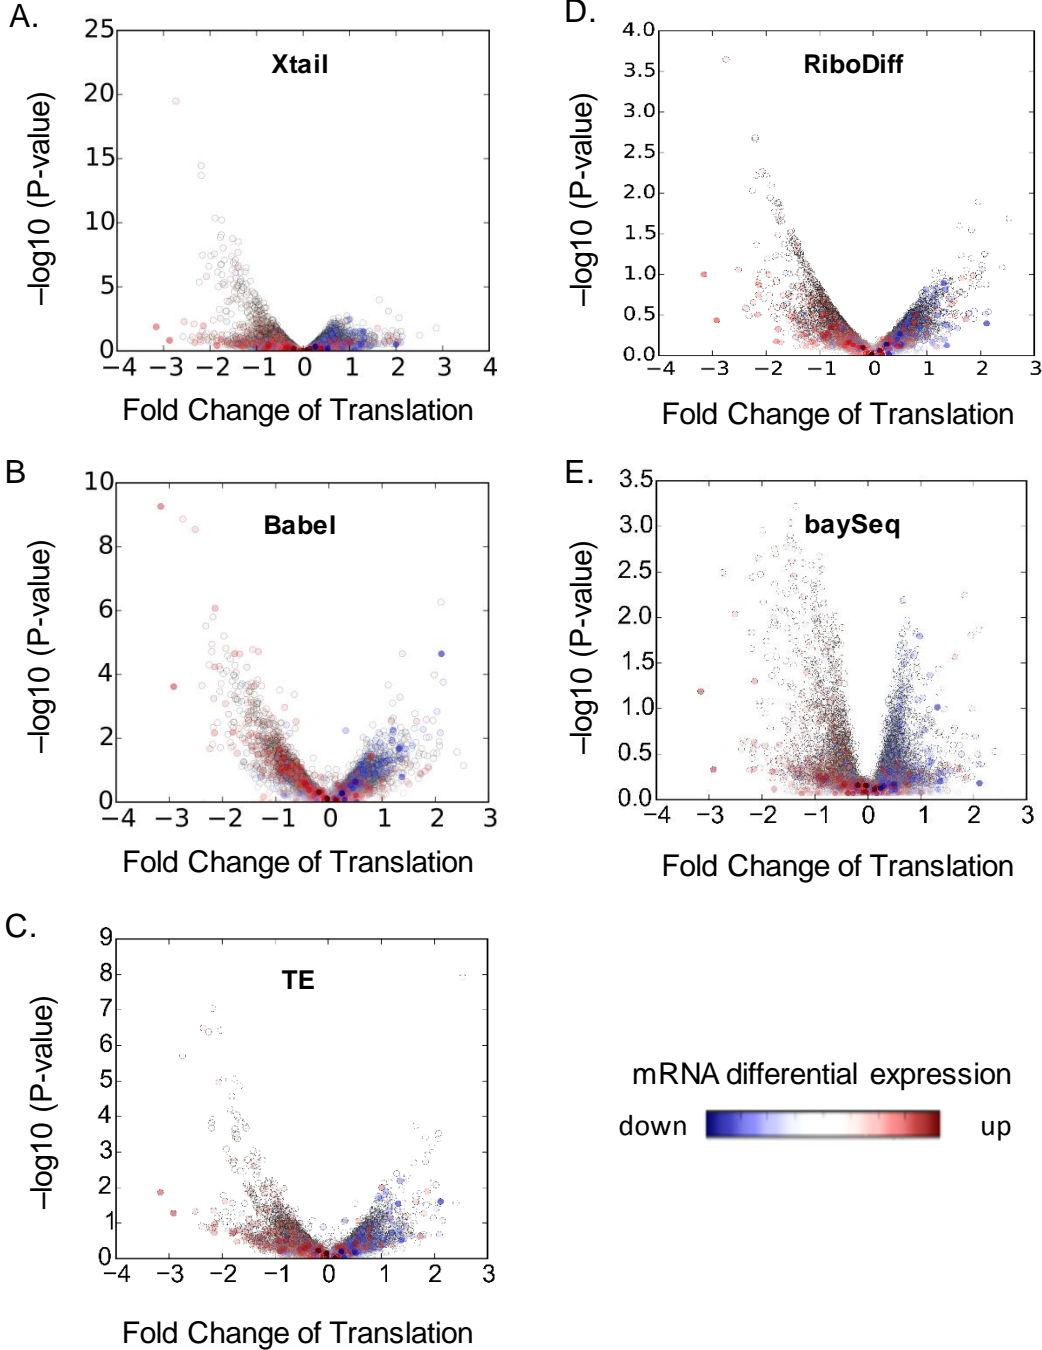 A.
25
20
15
10
5
0
–log10 (P-value)
Xtail
−4 −3 −2 −1 0 1 2 3 4
Fold Change of Translation
D.
4.0
3.5
3.0
2.5
2.0
1.5
1.0
0.5
0.0
–log10 (P-value)
RiboDiff
−4 −3 −2 −1 0 1 2 3
Fold Change of Translation
B
10
8
6
4
2
0
–log10 (P-value)
Babel
−4 −3 −2 −1 0 1 2 3
Fold Change of Translation
E.
3.5
3.0
2.5
2.0
1.5
1.0
0.5
0.0
–log10 (P-value)
baySeq
−4 −3 −2 −1 0 1 2 3
Fold Change of Translation
C.
9
8
7
6
5
4
3
2
1
0
–log10 (P-value)
TE
−4 −3 −2 −1 0 1 2 3
Fold Change of Translation
mRNA differential expression
down up